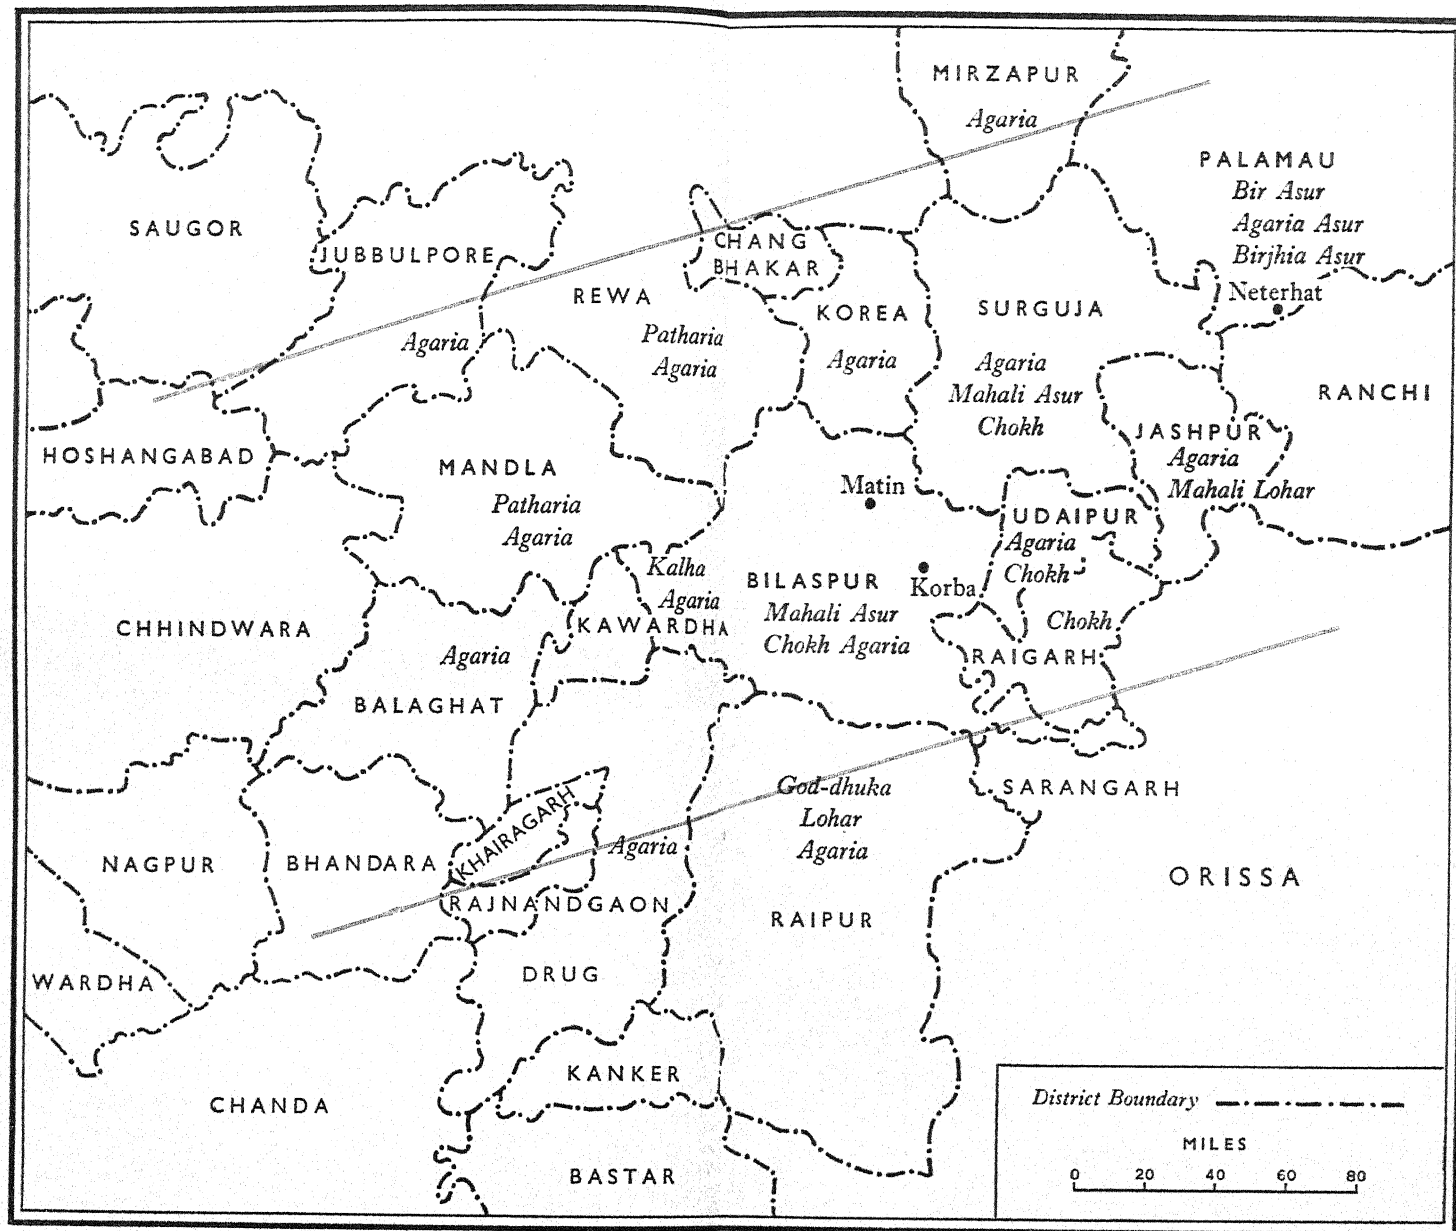 MIRZAPUR
Agaria
PALAMAU
Bir Asur
Agaria Asur
Birjhia Asur
Neterhat
SAUGOR
JUBBULPORE
Agaria
CHANG
BHAKAR
REWA
Patharia
Agaria
KOREA
Agaria
SURGUJA
Agaria
Mahali Asur
Chokh
RANCHI
JASHPUR
Agaria
Mahali Lohar
HOSHANGABAD
MANDLA
Patharia
Agaria
Matin
UDAIPUR
Agaria
Chokh
Kalha
Agaria
BILASPUR
Mahali Asur
Chokh Agaria
Korba
Chokh
RAIGARH
CHHINDWARA
KAWARDHA
Agaria
BALAGHAT
God-dhuka
Lohar
Agaria
SARANGARH
NAGPUR
BHANDARA
KHAIRAGARH
Agaria
RAJNANDGAON
RAIPUR
ORISSA
WARDHA
DRUG
KANKER
CHANDA
BASTAR
District Boundary
MILES
0 20 40 60 80